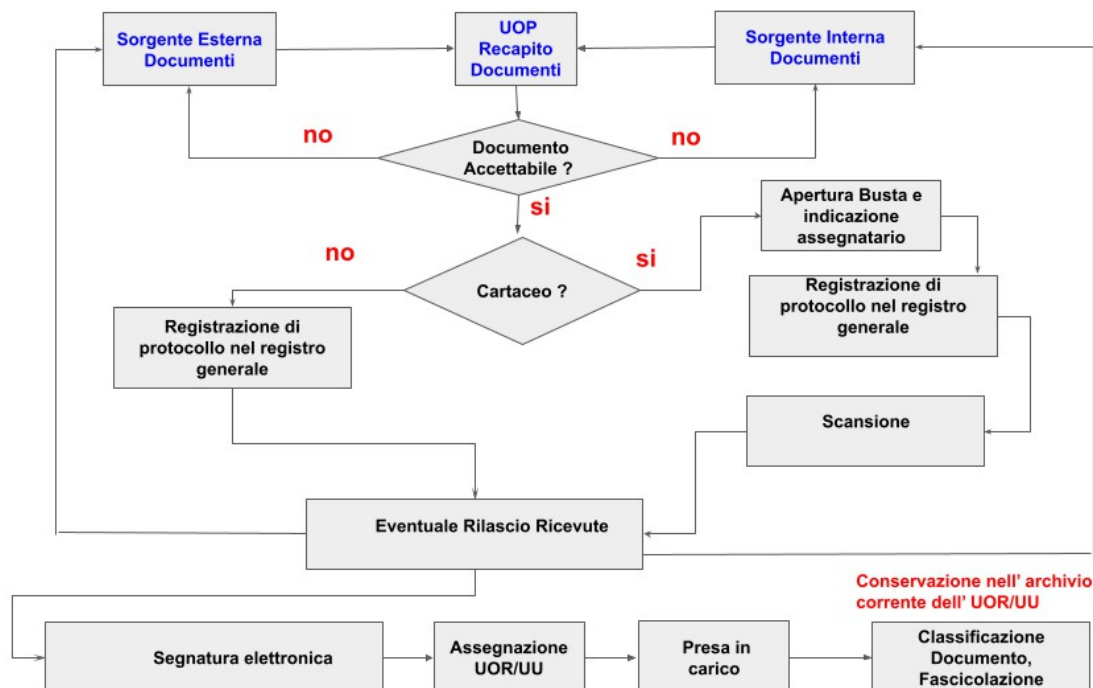 Sorgente Esterna
Documenti
UOP
Recapito
Documenti
Sorgente Interna
Documenti
no
Documento
Accettabile ?
no
si
Apertura Busta e
indicazione
assegnatario
no
Cartaceo ?
si
Registrazione di
protocollo nel registro
generale
Registrazione di
protocollo nel registro
generale
Scansione
Eventuale Rilascio Ricevute
Conservazione nell' archivio
corrente dell' UOR/UU
Segnatura elettronica
Assegnazione
UOR/UU
Presa in
carico
Classificazione
Documento,
Fascicolazione